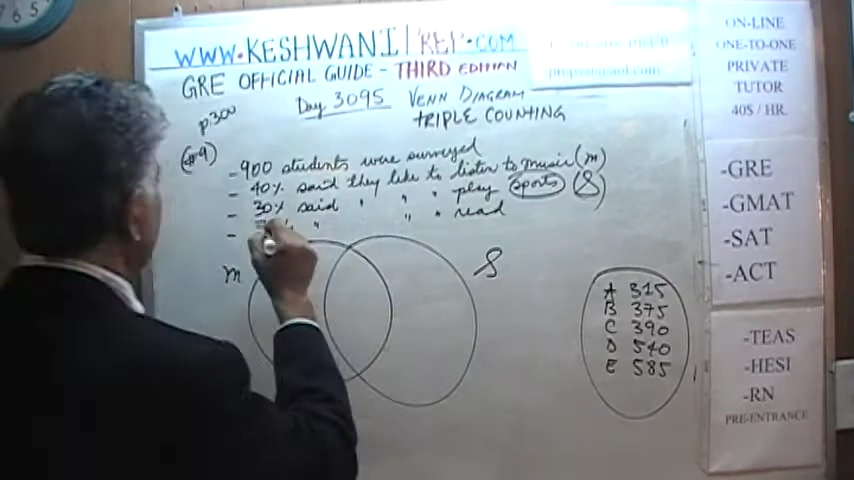 765
WWW.KESHWANI PREP.COM
GRE OFFICIAL GUIDE - THIRD EDITION
p.300
Day 3095 VENN DIAGRAM
TRIPLE COUNTING
(#9)
- 900 students were surveyed
- 40% said they like to listen to music (m)
- 30% said " " " play sports (S)
- " " " " read
-
m
S
A 315
B 375
C 390
D 540
E 585
ON-LINE
ONE-TO-ONE
PRIVATE
TUTOR
40$ / HR
-GRE
-GMAT
-SAT
-ACT
-TEAS
-HESI
-RN
PRE-ENTRANCE